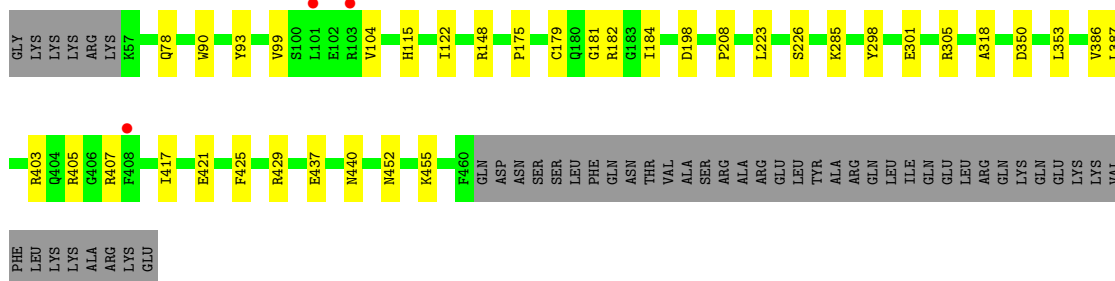 GLY LYS LYS LYS ARG LYS K57 Q78 W90 Y93 V99 S100 L101 E102 R103 V104 H115 I122 R148 P175 C179 Q180 G181 R182 G183 I184 D198 P208 L223 S226 K285 Y298 E301 R305 A318 D350 L353 V386 L387
R403 Q404 R405 G406 R407 F408 I417 E421 F425 R429 E437 N440 N452 K455 F460 GLN ASP ASN SER SER LEU PHE GLN ASN THR VAL ALA SER ARG ALA ARG GLU LEU TYR ALA ARG GLN LEU ILE GLN GLU LEU ARG GLN LYS GLN GLU LYS LYS VAL
PHE LEU LYS LYS ALA ARG LYS GLU